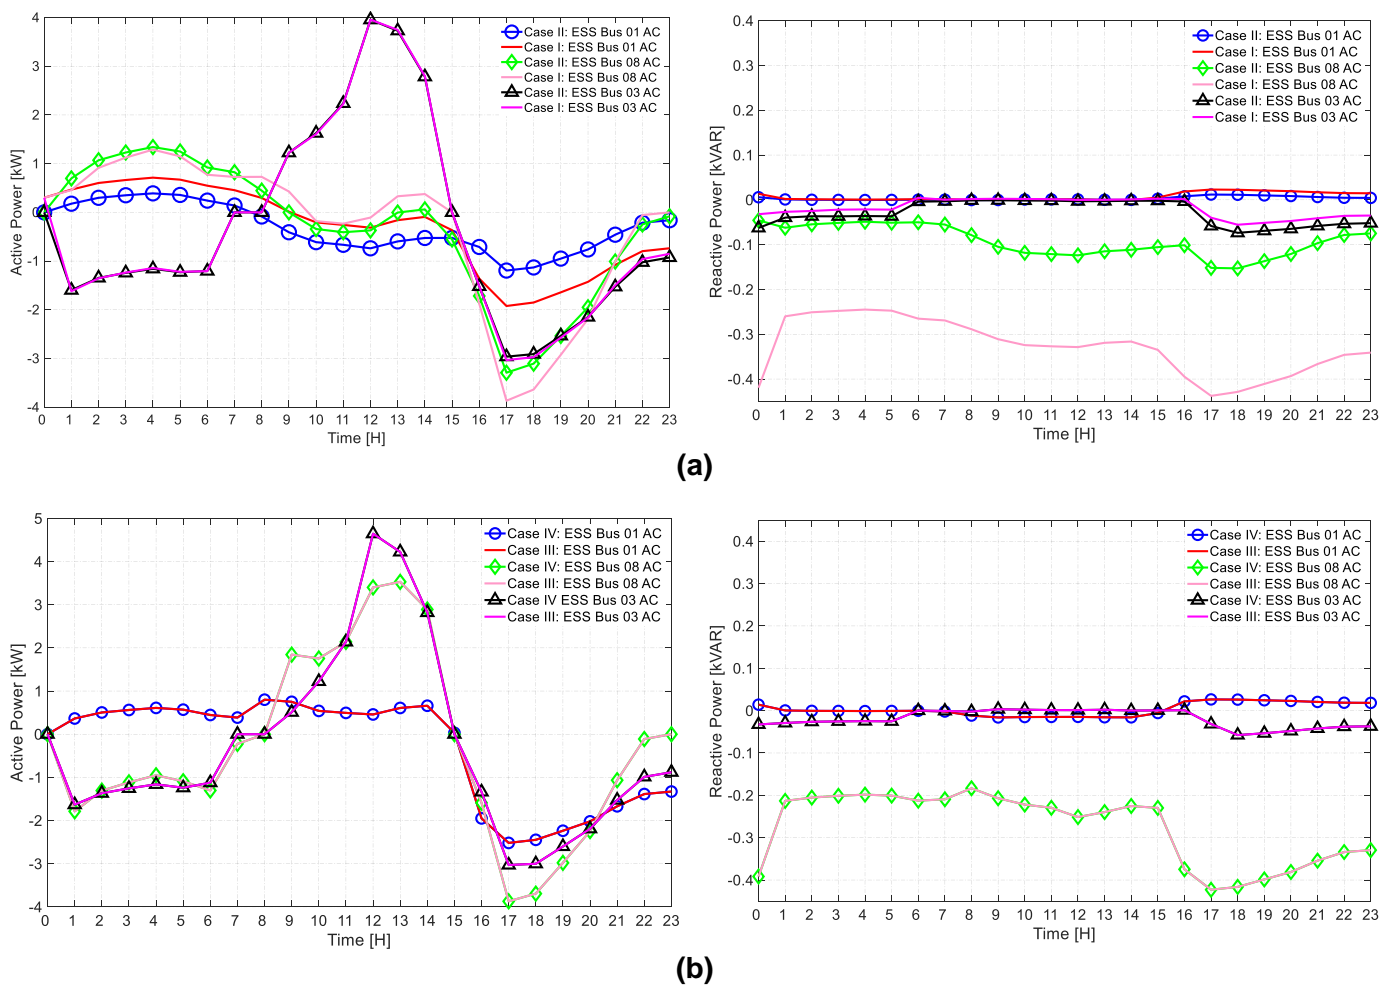 4
3
2
1
0
-1
-2
-3
-4
Active Power [kW]
0 1 2 3 4 5 6 7 8 9 10 11 12 13 14 15 16 17 18 19 20 21 22 23
Time [H]
Case II: ESS Bus 01 AC
Case I: ESS Bus 01 AC
Case II: ESS Bus 08 AC
Case I: ESS Bus 08 AC
Case II: ESS Bus 03 AC
Case I: ESS Bus 03 AC
0.4
0.4
0.3
0.2
0.1
0
-0.1
-0.2
-0.3
-0.4
Reactive Power [kVAR]
0 1 2 3 4 5 6 7 8 9 10 11 12 13 14 15 16 17 18 19 20 21 22 23
Time [H]
Case II: ESS Bus 01 AC
Case I: ESS Bus 01 AC
Case II: ESS Bus 08 AC
Case I: ESS Bus 08 AC
Case II: ESS Bus 03 AC
Case I: ESS Bus 03 AC
(a)
5
4
3
2
1
0
-1
-2
-3
-4
Active Power [kW]
0 1 2 3 4 5 6 7 8 9 10 11 12 13 14 15 16 17 18 19 20 21 22 23
Time [H]
Case IV: ESS Bus 01 AC
Case III: ESS Bus 01 AC
Case IV: ESS Bus 08 AC
Case III: ESS Bus 08 AC
Case IV ESS Bus 03 AC
Case III: ESS Bus 03 AC
0.4
0.3
0.2
0.1
0
-0.1
-0.2
-0.3
-0.4
Reactive Power [kVAR]
0 1 2 3 4 5 6 7 8 9 10 11 12 13 14 15 16 17 18 19 20 21 22 23
Time [H]
Case IV: ESS Bus 01 AC
Case III: ESS Bus 01 AC
Case IV: ESS Bus 08 AC
Case III: ESS Bus 08 AC
Case IV: ESS Bus 03 AC
Case III: ESS Bus 03 AC
(b)